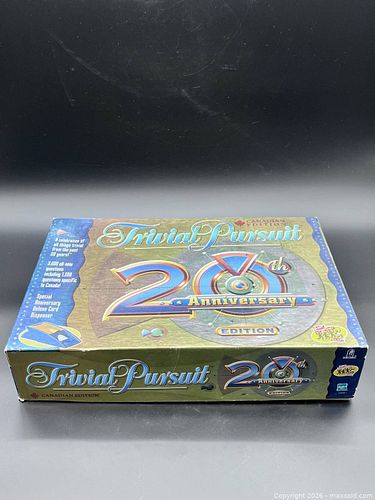 Trivial Pursuit
CANADIAN
EDITION
A celebration of
all things trivial
from the past
20 years!
3,600 all-new
questions
including 1,200
questions specific
to Canada!
Special
Anniversary
Deluxe Card
Dispenser
20th
Anniversary
EDITION
Trivial Pursuit
CANADIAN EDITION
20th
Anniversary
EDITION
Copyright 2026 - maxsold.com